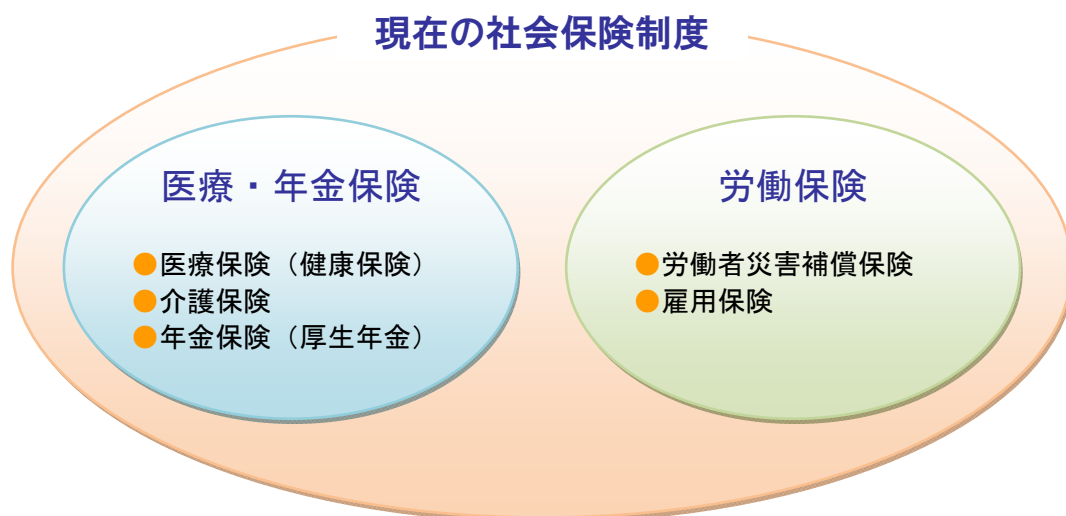 現在の社会保険制度
医療・年金保険
●医療保険（健康保険）
●介護保険
●年金保険（厚生年金）
労働保険
●労働者災害補償保険
●雇用保険